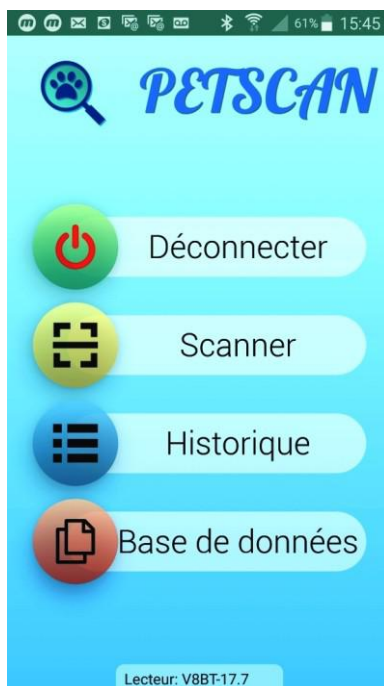 61% 15:45
PETSCAN
Déconnecter
Scanner
Historique
Base de données
Lecteur: V8BT-17.7